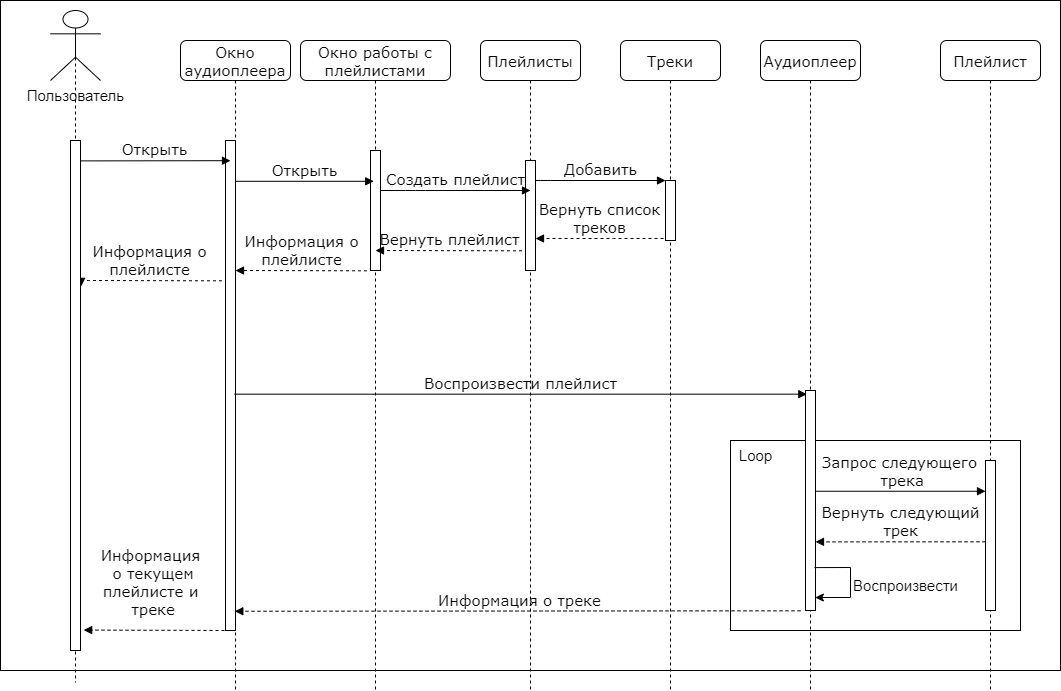 Пользователь
Окно
аудиоплеера
Окно работы с
плейлистами
Плейлисты
Треки
Аудиоплеер
Плейлист
Открыть
Открыть
Создать плейлист
Добавить
Вернуть список
треков
Вернуть плейлист
Информация о
плейлисте
Информация о
плейлисте
Воспроизвести плейлист
Loop
Запрос следующего
трека
Вернуть следующий
трек
Воспроизвести
Информация о треке
Информация
о текущем
плейлисте и
треке